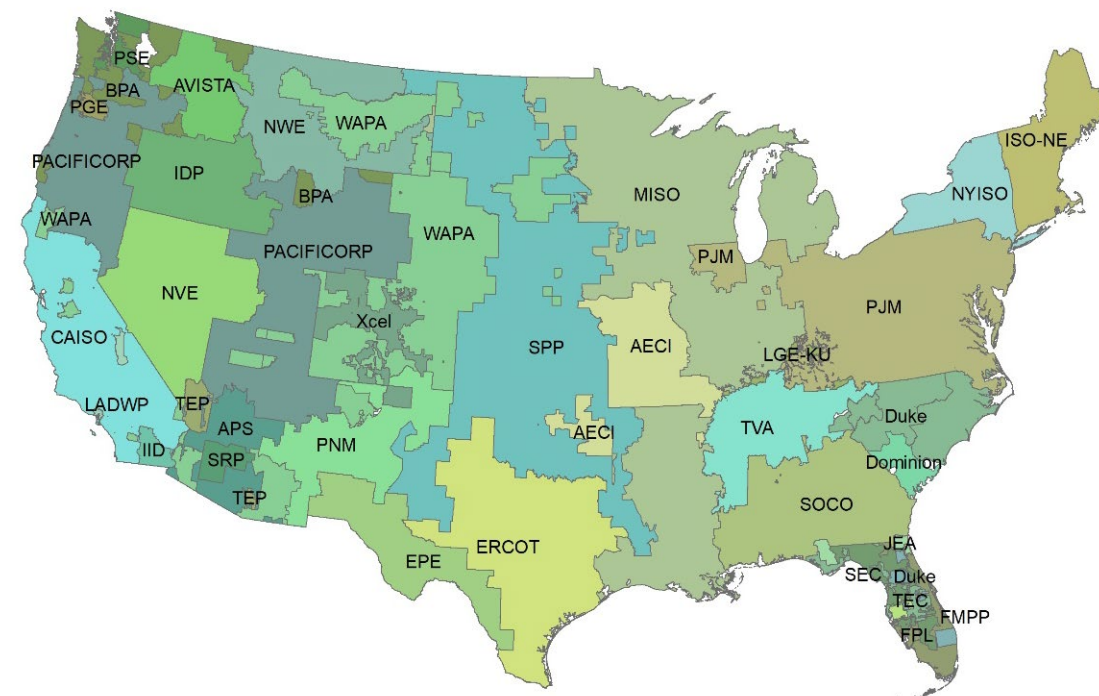 PSE
AVISTA
BPA
PGE
NWE
WAPA
ISO-NE
PACIFICORP
IDP
BPA
MISO
NYISO
WAPA
WAPA
PACIFICORP
PJM
NVE
PJM
Xcel
CAISO
SPP
AECI
LGE-KU
LADWP
TEP
APS
Duke
PNM
AECI
TVA
IID
SRP
Dominion
TEP
SOCO
ERCOT
JEA
EPE
SEC
Duke
TEC
FMPP
FPL